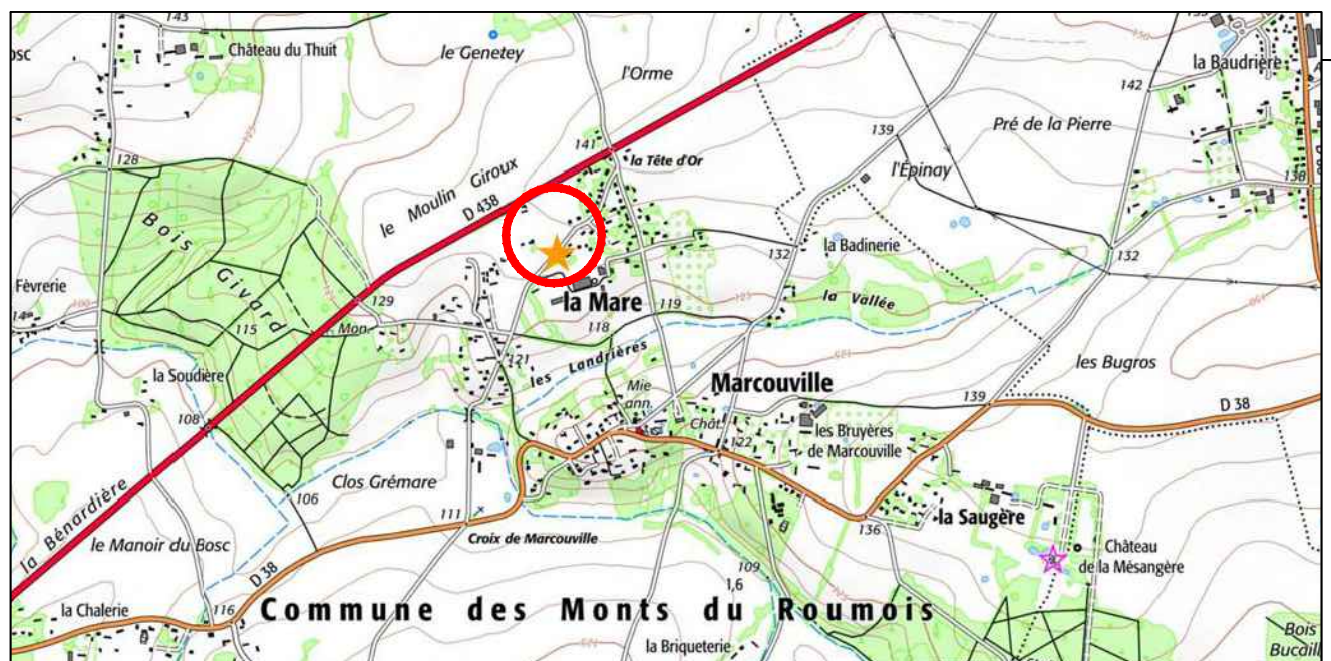 143
Château du Thuit
le Genetey
l'Orme
142
la Baudrière
Pré de la Pierre
139
l'Épinay
141
la Tête d'Or
128
le Moulin Giroux
D 438
138
Bois
Givard
132
la Badinerie
132
Fèvrerie
129
la Mare
119
la Vallée
115
Mon.
118
121
les Landrières
les Bugros
la Soudière
Mie
ann.
Marcouville
139
D 38
108
Chât.
122
les Bruyères
de Marcouville
Clos Grémare
106
111
136
la Saugère
la Bénardière
le Manoir du Bosc
Croix de Marcouville
Château
de la Mésangère
D 38
109
1,6
la Chalerie
116
Commune des Monts du Roumois
la Briqueterie
Bois